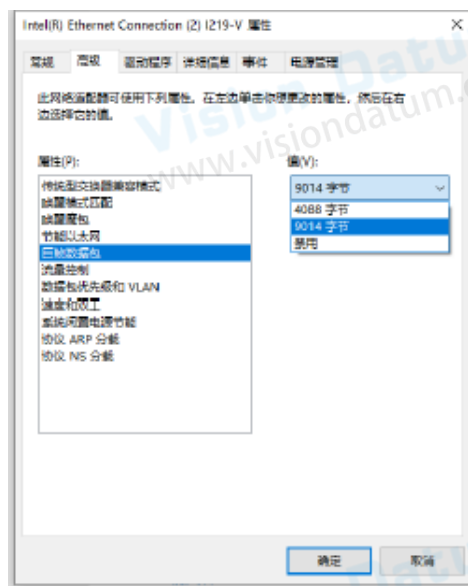 Intel(R) Ethernet Connection (2) I219-V 属性
常规 高级 驱动程序 详细信息 事件 电源管理
此网络适配器可使用下列属性。在左边单击你想更改的属性，然后在右
边选择它的值。
属性(P):
值(V):
传统型交换器兼容模式
唤醒模式匹配
唤醒魔包
节能以太网
巨帧数据包
流量控制
数据包优先级和 VLAN
速度和双工
系统闲置电源节能
协议 ARP 分载
协议 NS 分载
9014 字节
4088 字节
9014 字节
禁用
确定
取消
Vision Datum
www.visiondatum.com